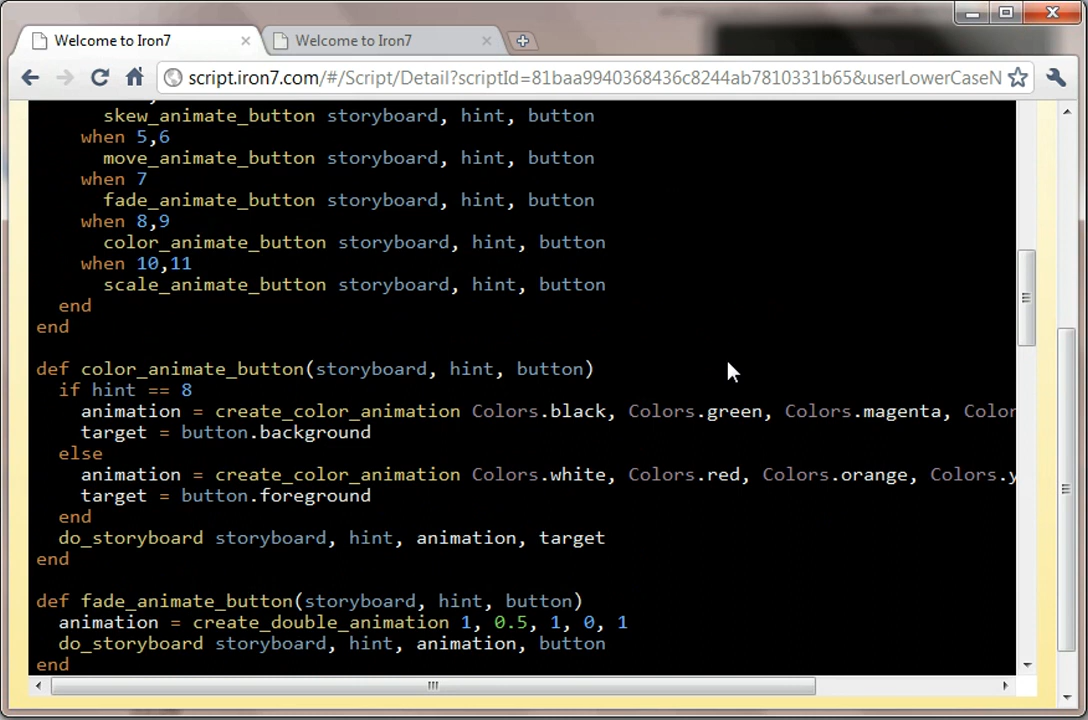 Welcome to Iron7
Welcome to Iron7
script.iron7.com/#/Script/Detail?scriptId=81baa9940368436c8244ab7810331b65&userLowerCaseN
skew_animate_button storyboard, hint, button
when 5,6
move_animate_button storyboard, hint, button
when 7
fade_animate_button storyboard, hint, button
when 8,9
color_animate_button storyboard, hint, button
when 10,11
scale_animate_button storyboard, hint, button
end
end
def color_animate_button(storyboard, hint, button)
if hint == 8
animation = create_color_animation Colors.black, Colors.green, Colors.magenta, Color
target = button.background
else
animation = create_color_animation Colors.white, Colors.red, Colors.orange, Colors.y
target = button.foreground
end
do_storyboard storyboard, hint, animation, target
end
def fade_animate_button(storyboard, hint, button)
animation = create_double_animation 1, 0.5, 1, 0, 1
do_storyboard storyboard, hint, animation, button
end